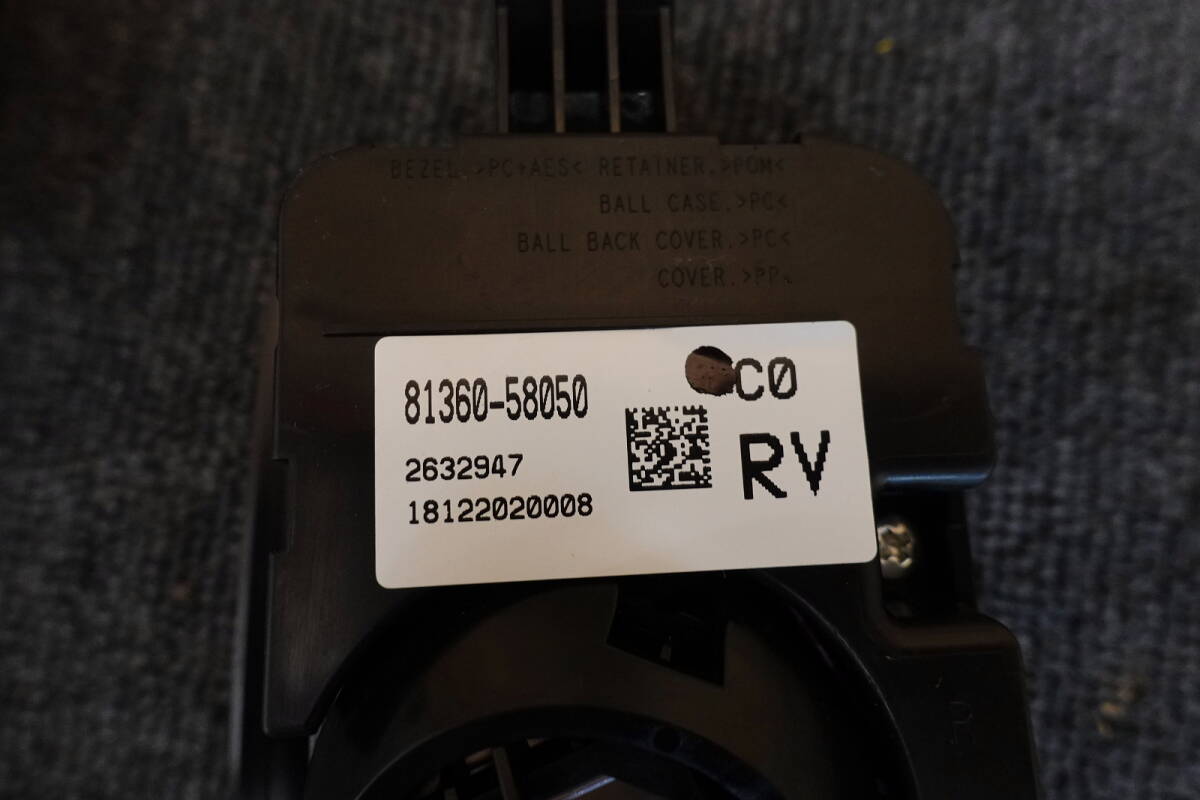 BEZEL.>PC+AES< RETAINER.>POM<
BALL CASE.>PC<
BALL BACK COVER.>PC<
COVER.>PP<
81360-58050
C0
RV
2632947
18122020008
R